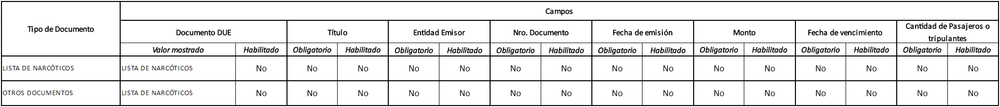 Tipo de Documento
Campos
Documento DUE
Título
Entidad Emisor
Nro. Documento
Fecha de emisión
Monto
Fecha de vencimiento
Cantidad de Pasajeros o
tripulantes
Valor mostrado Habilitado Obligatorio Habilitado Obligatorio Habilitado Obligatorio Habilitado Obligatorio Habilitado Obligatorio Habilitado Obligatorio Habilitado Obligatorio Habilitado
LISTA DE NARCÓTICOS LISTA DE NARCÓTICOS No No No No No No No No No No No No No No No
OTROS DOCUMENTOS LISTA DE NARCÓTICOS No No No No No No No No No No No No No No No